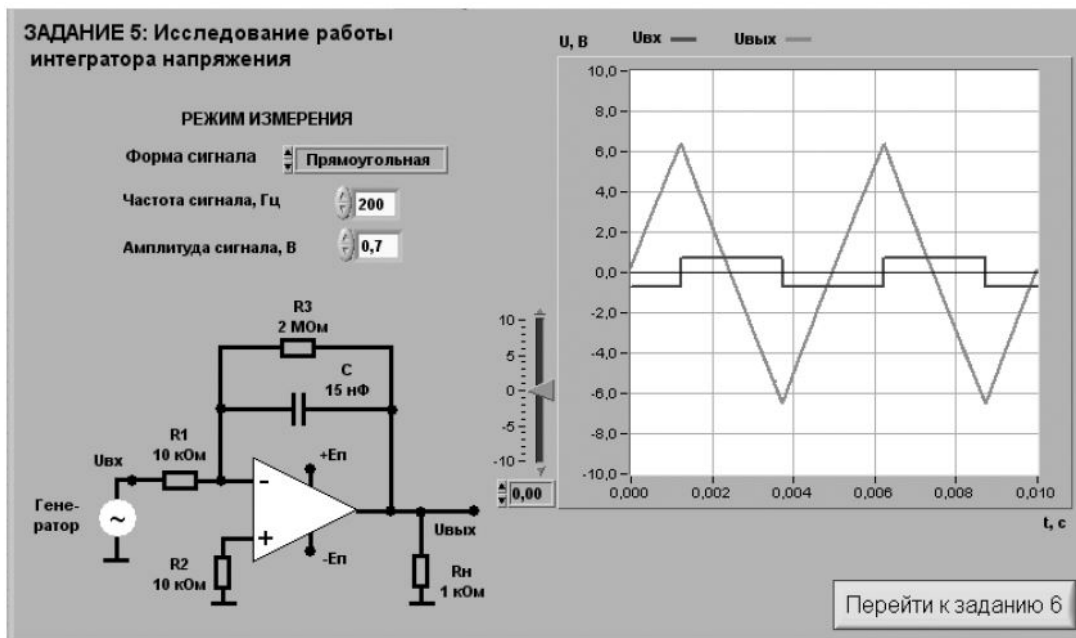 ЗАДАНИЕ 5: Исследование работы
интегратора напряжения
РЕЖИМ ИЗМЕРЕНИЯ
Форма сигнала
Прямоугольная
Частота сигнала, Гц
200
Амплитуда сигнала, В
0,7
R3
2 МОм
C
15 нФ
R1
10 кОм
Uвх
Гене-
ратор
~
-
+
+Eп
-Eп
R2
10 кОм
Uвых
Rн
1 кОм
10
5
0
-5
-10
0,00
U, В Uвх Uвых
10,0
8,0
6,0
4,0
2,0
0,0
-2,0
-4,0
-6,0
-8,0
-10,0
0,000 0,002 0,004 0,006 0,008 0,010
t, с
Перейти к заданию 6